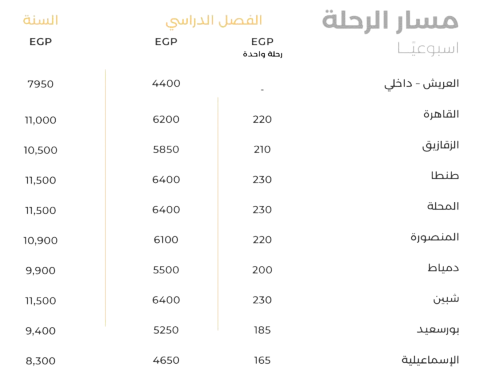 مسار الرحلة الفصل الدراسي السنة
اسبوعيًـا EGP EGP EGP
رحلة واحدة
العريش - داخلي - 4400 7950
القاهرة 220 6200 11,000
الزقازيق 210 5850 10,500
طنطا 230 6400 11,500
المحلة 230 6400 11,500
المنصورة 220 6100 10,900
دمياط 200 5500 9,900
شبين 230 6400 11,500
بورسعيد 185 5250 9,400
الإسماعيلية 165 4650 8,300